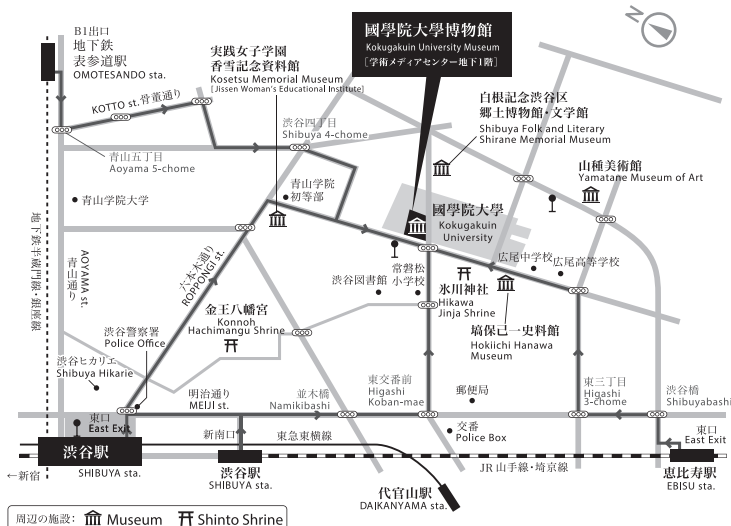 B1出口
地下鉄
表参道駅
OMOTESANDO sta.
KOTTO st. 骨董通り
実践女子学園
香雪記念資料館
Kosetsu Memorial Museum
[Jissen Woman's Educational Institute]
國學院大學博物館
Kokugakuin University Museum
[学術メディアセンター地下1階]
N
渋谷四丁目
Shibuya 4-chome
白根記念渋谷区
郷土博物館・文学館
Shibuya Folk and Literary
Shirane Memorial Museum
山種美術館
Yamatane Museum of Art
青山五丁目
Aoyama 5-chome
青山学院大学
青山学院
初等部
國學院大學
Kokugakuin
University
地下鉄半蔵門線・銀座線
青山通り
AOYAMA st.
六本木通り
ROPPONGI st.
常磐松
小学校
渋谷図書館
氷川神社
Hikawa
Jinja Shrine
広尾中学校
広尾高等学校
塙保己一史料館
Hokiichi Hanawa
Museum
金王八幡宮
Konnoh
Hachimangu Shrine
渋谷警察署
Police Office
渋谷ヒカリエ
Shibuya Hikarie
明治通り
MEIJI st.
並木橋
Namikibashi
東交番前
Higashi
Koban-mae
郵便局
東三丁目
Higashi
3-chome
渋谷橋
Shibuyabashi
東口
East Exit
新南口
東急東横線
交番
Police Box
東口
East Exit
渋谷駅
SHIBUYA sta.
渋谷駅
SHIBUYA sta.
JR山手線・埼京線
恵比寿駅
EBISU sta.
←新宿
代官山駅
DAIKANYAMA sta.
周辺の施設: Museum Shinto Shrine